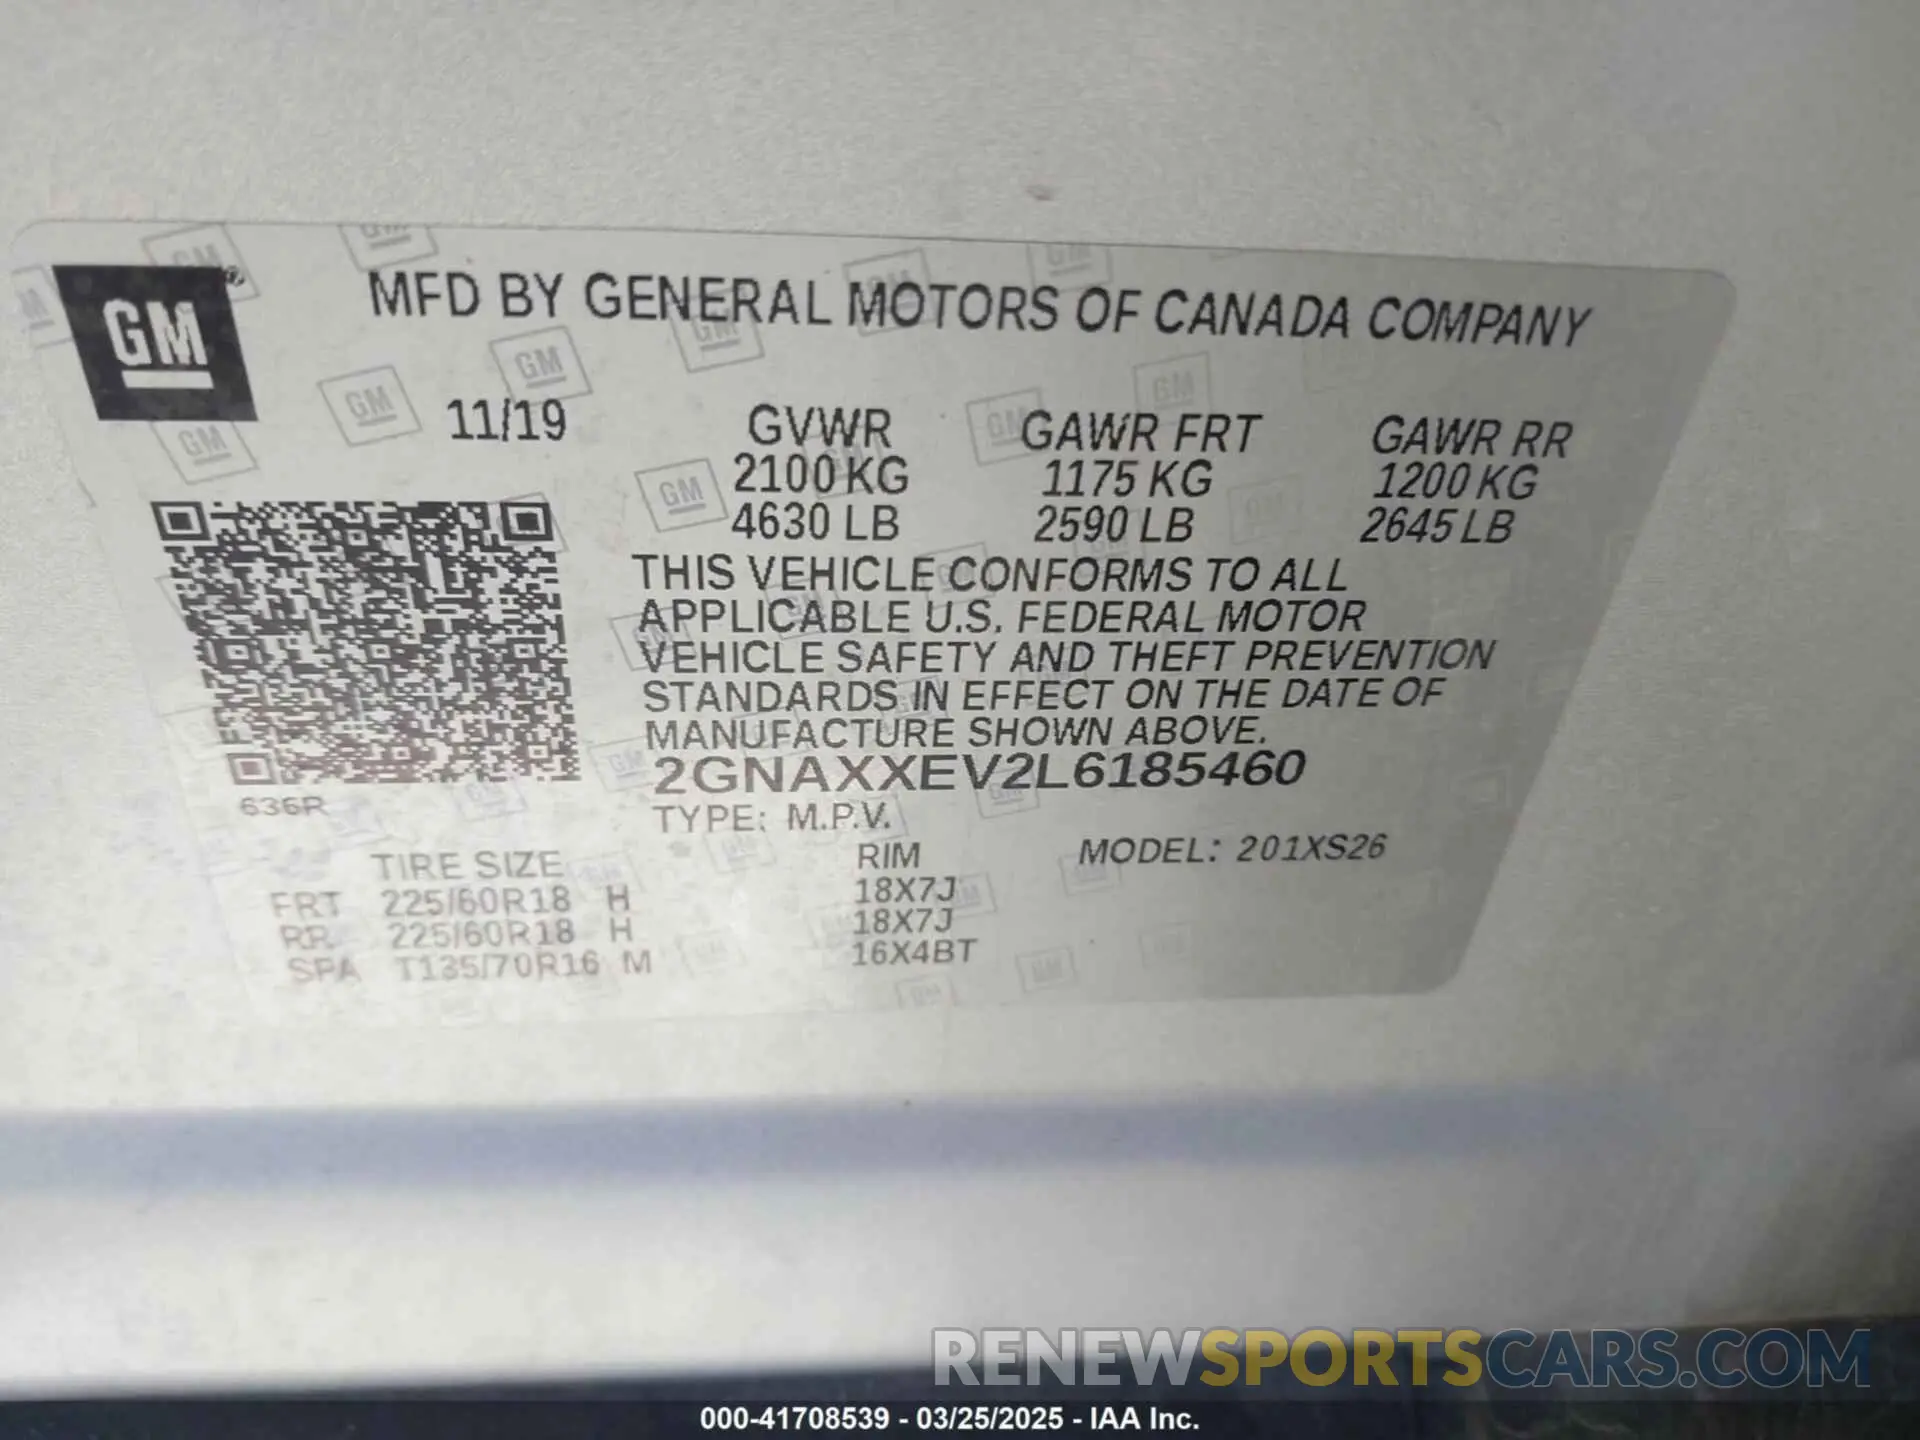 GM®
MFD BY GENERAL MOTORS OF CANADA COMPANY
11/19 GVWR GAWR FRT GAWR RR
2100 KG 1175 KG 1200 KG
4630 LB 2590 LB 2645 LB
THIS VEHICLE CONFORMS TO ALL
APPLICABLE U.S. FEDERAL MOTOR
VEHICLE SAFETY AND THEFT PREVENTION
STANDARDS IN EFFECT ON THE DATE OF
MANUFACTURE SHOWN ABOVE.
2GNAXXEV2L6185460
636R
TYPE: M.P.V.
TIRE SIZE RIM MODEL: 201XS26
FRT 225/60R18 H 18X7J
RR 225/60R18 H 18X7J
SPA T135/70R16 M 16X4BT
RENEWSPORTSCARS.COM
000-41708539 - 03/25/2025 - IAA Inc.